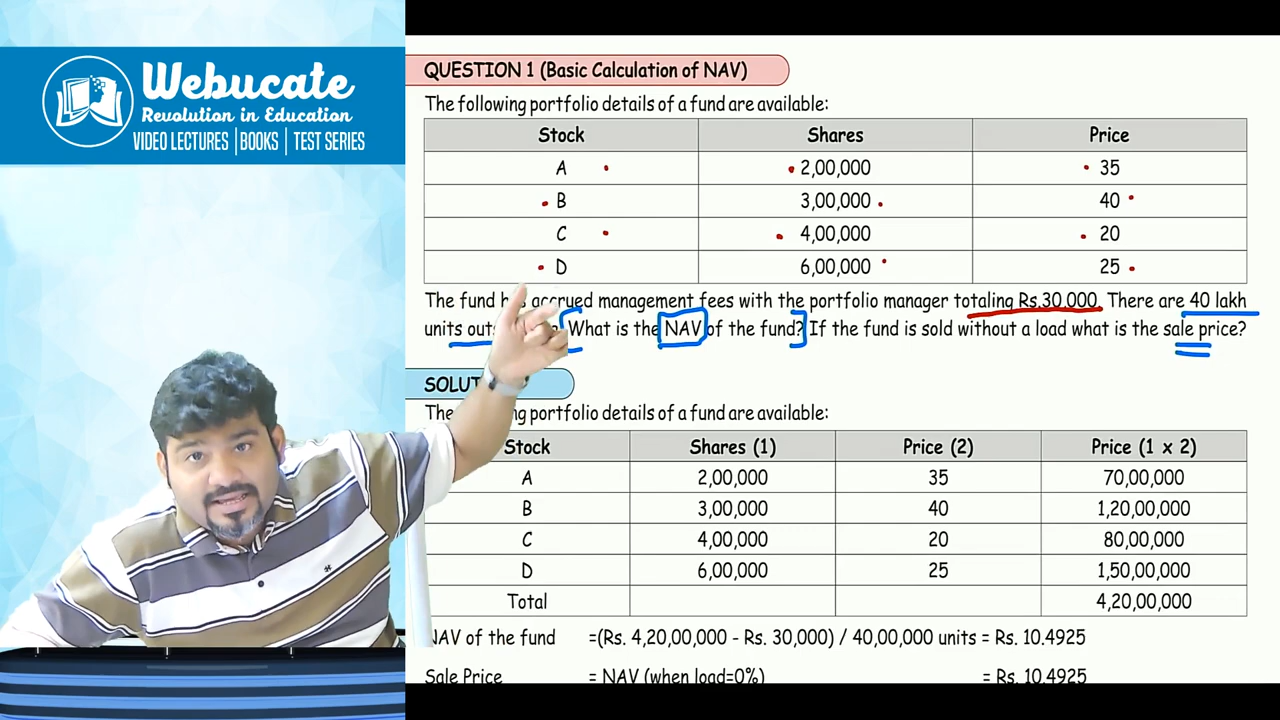 Webucate
Revolution in Education
VIDEO LECTURES | BOOKS | TEST SERIES
QUESTION 1 (Basic Calculation of NAV)
The following portfolio details of a fund are available:
Stock Shares Price
A 2,00,000 35
B 3,00,000 40
C 4,00,000 20
D 6,00,000 25
The fund accrued management fees with the portfolio manager totaling Rs.30,000. There are 40 lakh
units What is the NAV of the fund? If the fund is sold without a load what is the sale price?
The portfolio details of a fund are available:
Stock Shares (1) Price (2) Price (1 x 2)
A 2,00,000 35 70,00,000
B 3,00,000 40 1,20,00,000
C 4,00,000 20 80,00,000
D 6,00,000 25 1,50,00,000
Total 4,20,00,000
NAV of the fund =(Rs. 4,20,00,000 - Rs. 30,000) / 40,00,000 units = Rs. 10.4925
Sale Price = NAV (when load=0%) = Rs. 10.4925